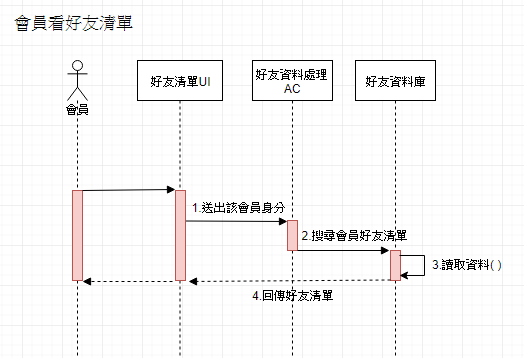 會員看好友清單
會員
好友清單UI
好友資料處理
AC
好友資料庫
1.送出該會員身分
2.搜尋會員好友清單
3.讀取資料( )
4.回傳好友清單